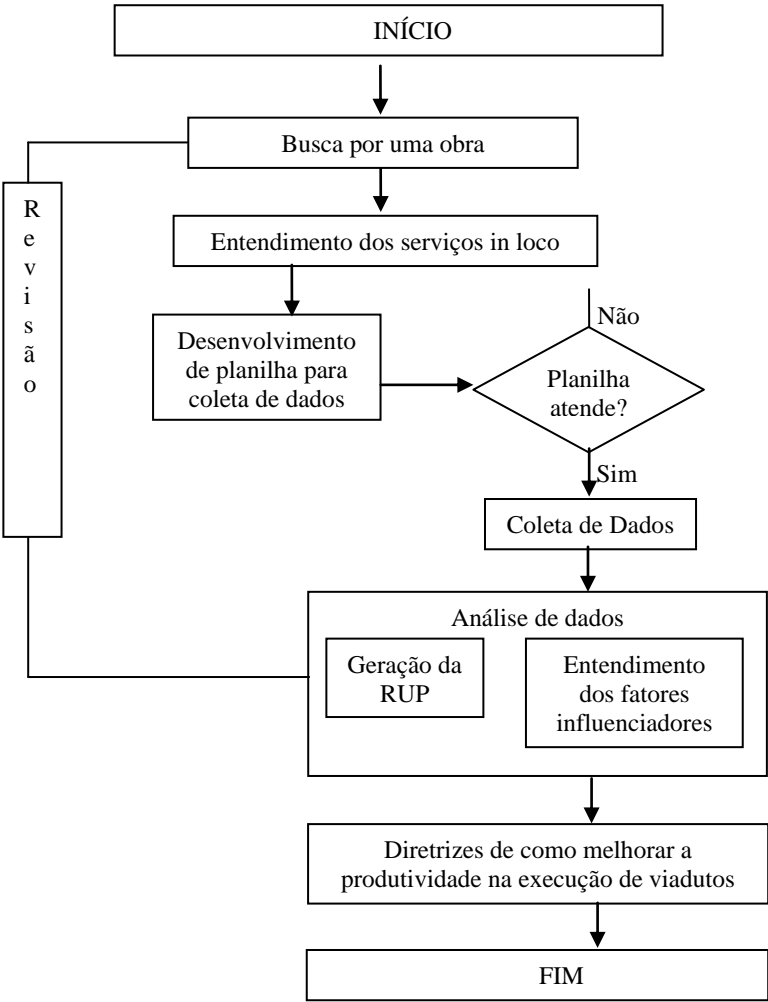 INÍCIO
Busca por uma obra
R
e
v
i
s
ã
o
Entendimento dos serviços in loco
Desenvolvimento
de planilha para
coleta de dados
Não
Planilha
atende?
Sim
Coleta de Dados
Análise de dados
Geração da
RUP
Entendimento
dos fatores
influenciadores
Diretrizes de como melhorar a
produtividade na execução de viadutos
FIM